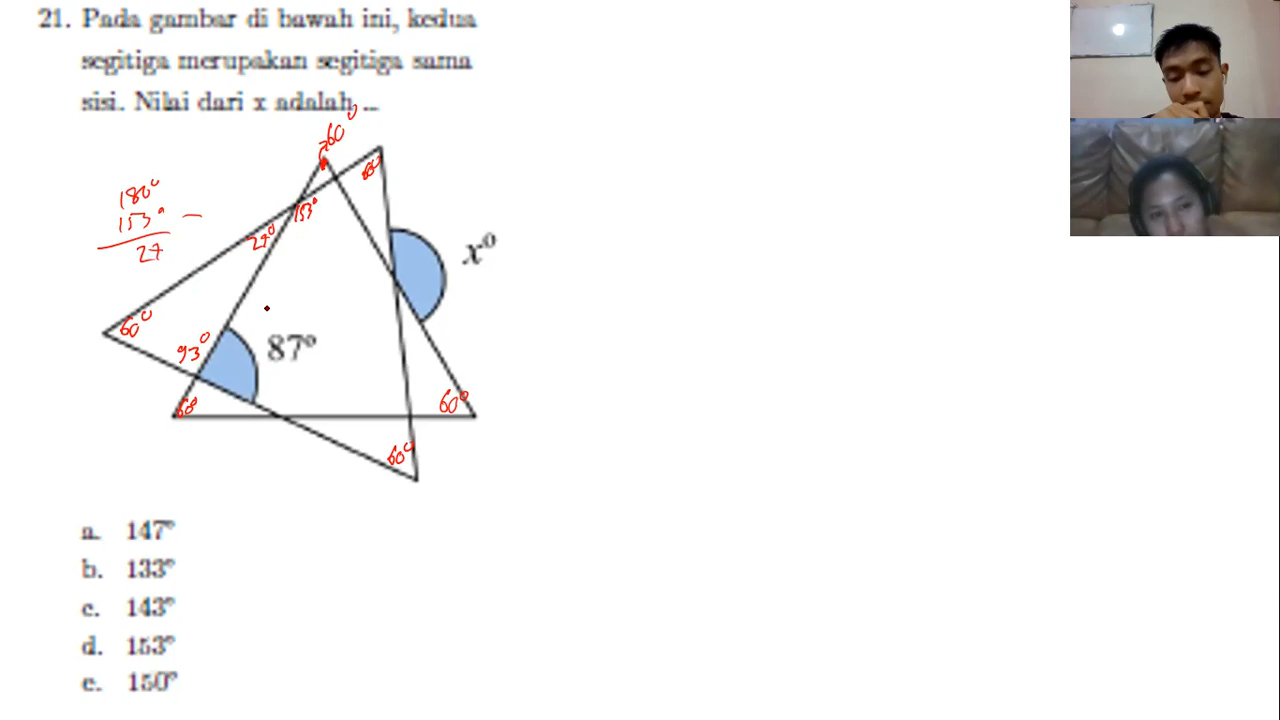 21. Pada gambar di bawah ini, kedua
segitiga merupakan segitiga sama
sisi. Nilai dari x adalah ...
60°
60°
180°
153° -
27
153°
27°
x°
60°
93°
87°
60°
60°
60°
a. 147°
b. 133°
c. 143°
d. 153°
e. 150°